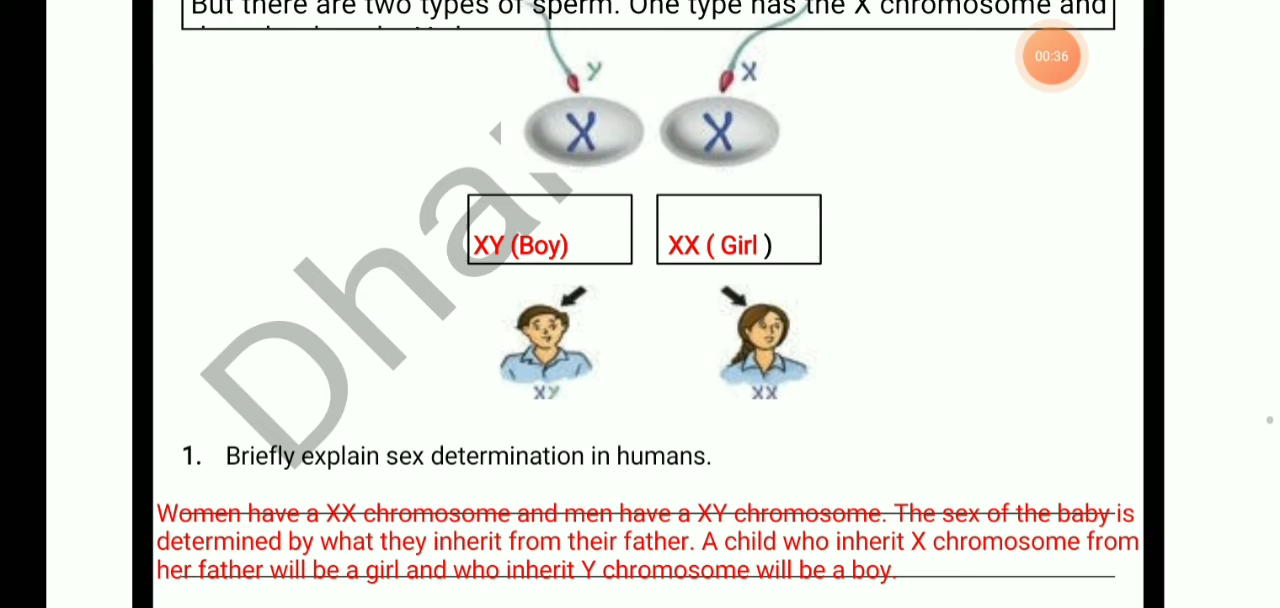 But there are two types of sperm. One type has the X chromosome and
00:36
Y X
X X
Dha
XY (Boy) XX ( Girl )
XY XX
1. Briefly explain sex determination in humans.
Women have a XX chromosome and men have a XY chromosome. The sex of the baby is
determined by what they inherit from their father. A child who inherit X chromosome from
her father will be a girl and who inherit Y chromosome will be a boy.